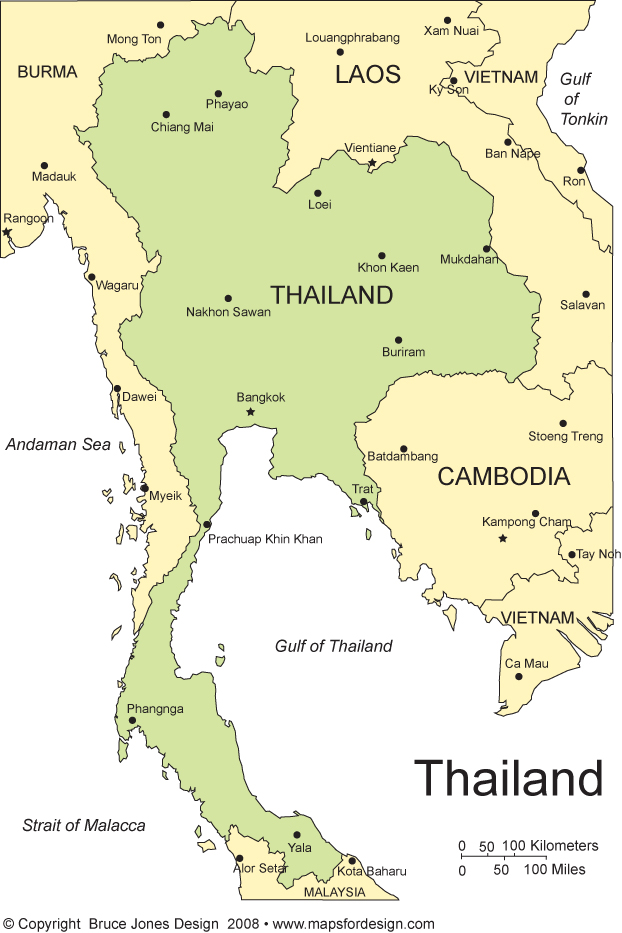 Mong Ton
Louangphrabang
Xam Nuai
BURMA
LAOS
VIETNAM
Ky Son
Gulf
of
Tonkin
Phayao
Chiang Mai
Vientiane
Ban Nape
Madauk
Ron
Loei
Rangoon
Khon Kaen
Mukdahan
Wagaru
THAILAND
Nakhon Sawan
Salavan
Buriram
Bangkok
Dawei
Andaman Sea
Stoeng Treng
Batdambang
CAMBODIA
Trat
Myeik
Kampong Cham
Prachuap Khin Khan
Tay Noh
VIETNAM
Gulf of Thailand
Ca Mau
Phangnga
Thailand
Strait of Malacca
0 50 100 Kilometers
0 50 100 Miles
Yala
Alor Setar
Kota Baharu
MALAYSIA
© Copyright Bruce Jones Design 2008 • www.mapsfordesign.com